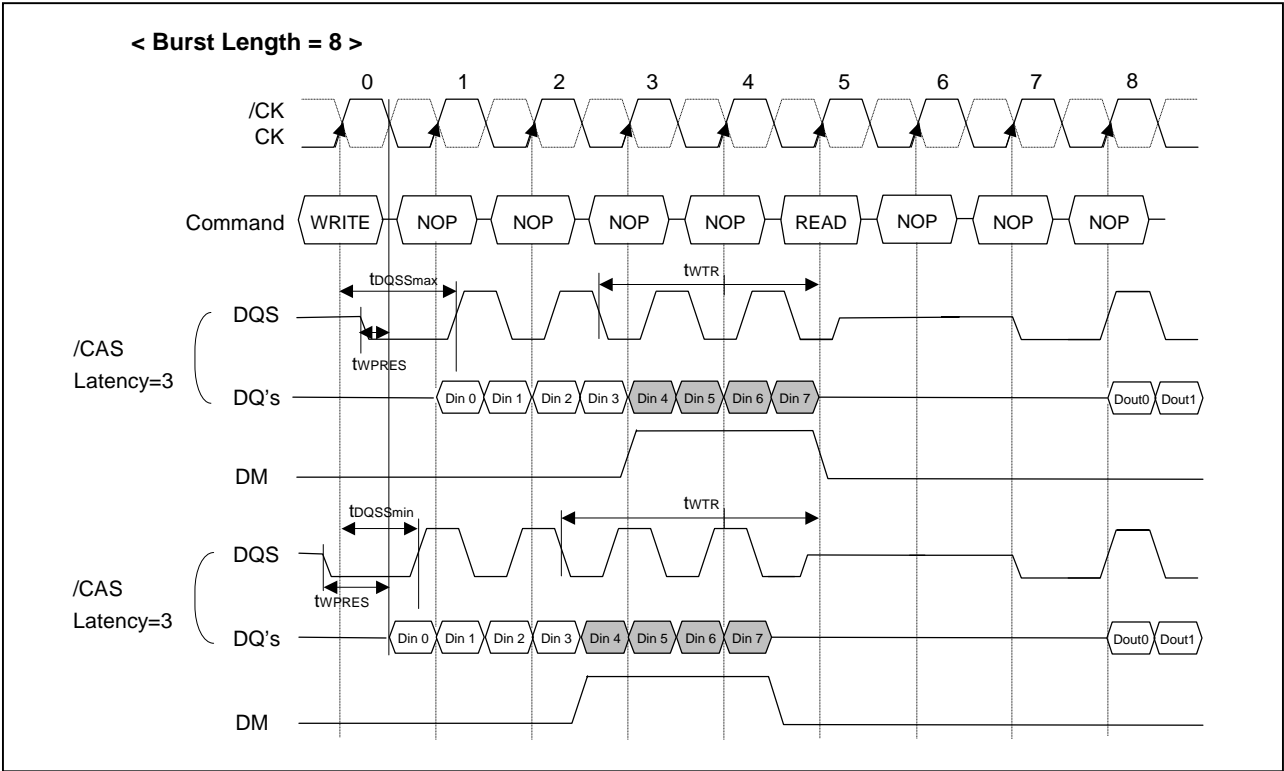 < Burst Length = 8 >
0 1 2 3 4 5 6 7 8
/CK
CK
Command WRITE NOP NOP NOP NOP READ NOP NOP NOP
tDQSSmax tWTR
DQS
/CAS
Latency=3
tWPRES
DQ's Din 0 Din 1 Din 2 Din 3 Din 4 Din 5 Din 6 Din 7 Dout0 Dout1
DM
tDQSSmin tWTR
DQS
/CAS
Latency=3
tWPRES
DQ's Din 0 Din 1 Din 2 Din 3 Din 4 Din 5 Din 6 Din 7 Dout0 Dout1
DM